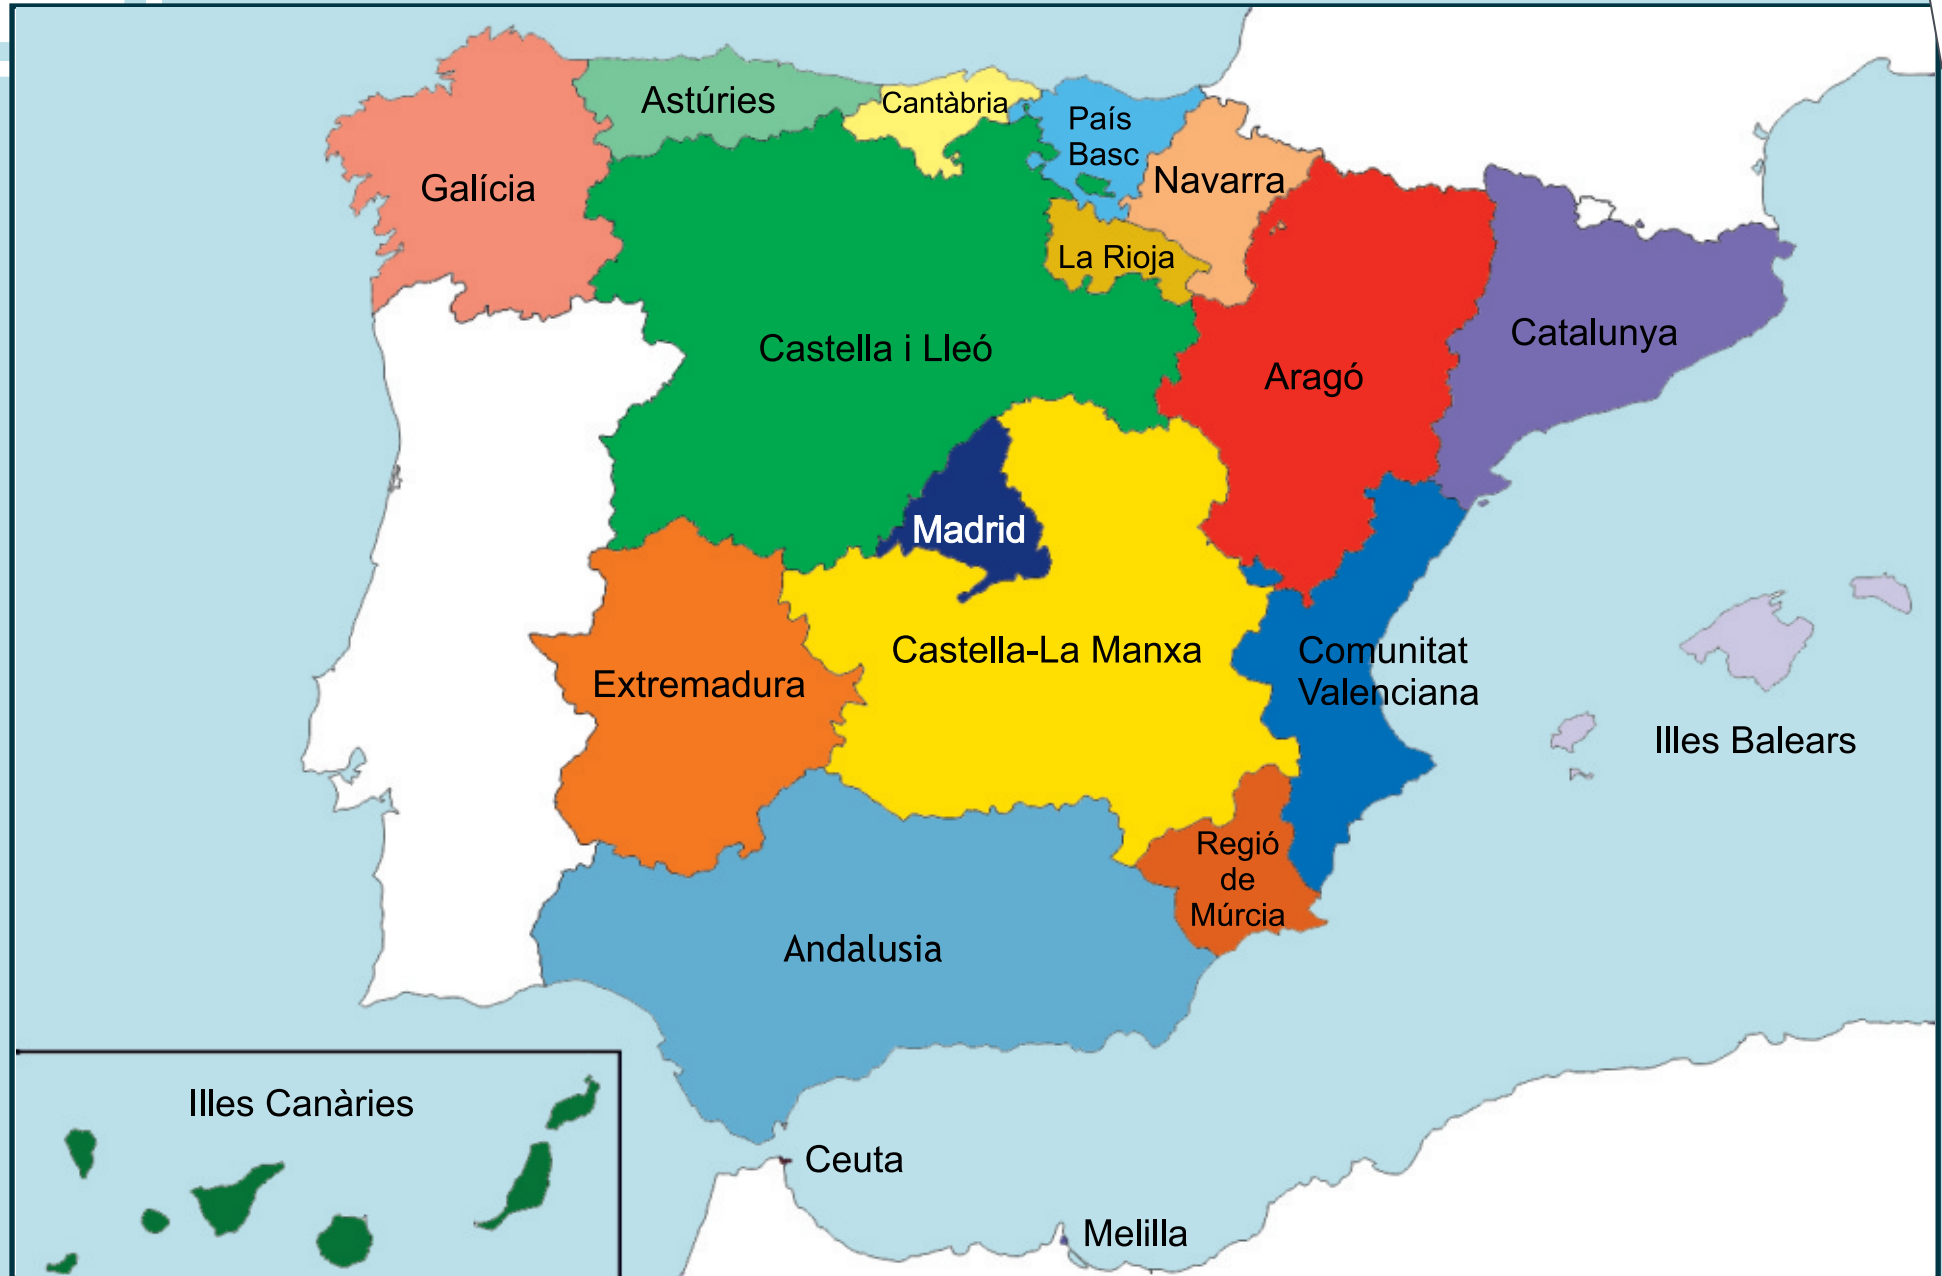 Astúries
Cantàbria
País
Basc
Galícia
Navarra
La Rioja
Castella i Lleó
Aragó
Catalunya
Madrid
Castella-La Manxa
Extremadura
Comunitat
Valenciana
Illes Balears
Regió
de
Múrcia
Andalusia
Illes Canàries
Ceuta
Melilla